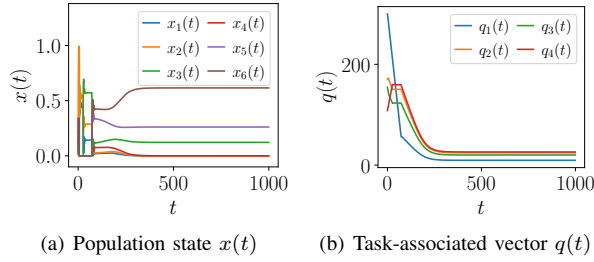 x₁(t) x₄(t)
x₂(t) x₅(t)
x₃(t) x₆(t)
1.0
0.5
0.0
x(t)
0 500 1000
t
(a) Population state x(t)
q₁(t) q₃(t)
q₂(t) q₄(t)
200
0
q(t)
0 500 1000
t
(b) Task-associated vector q(t)